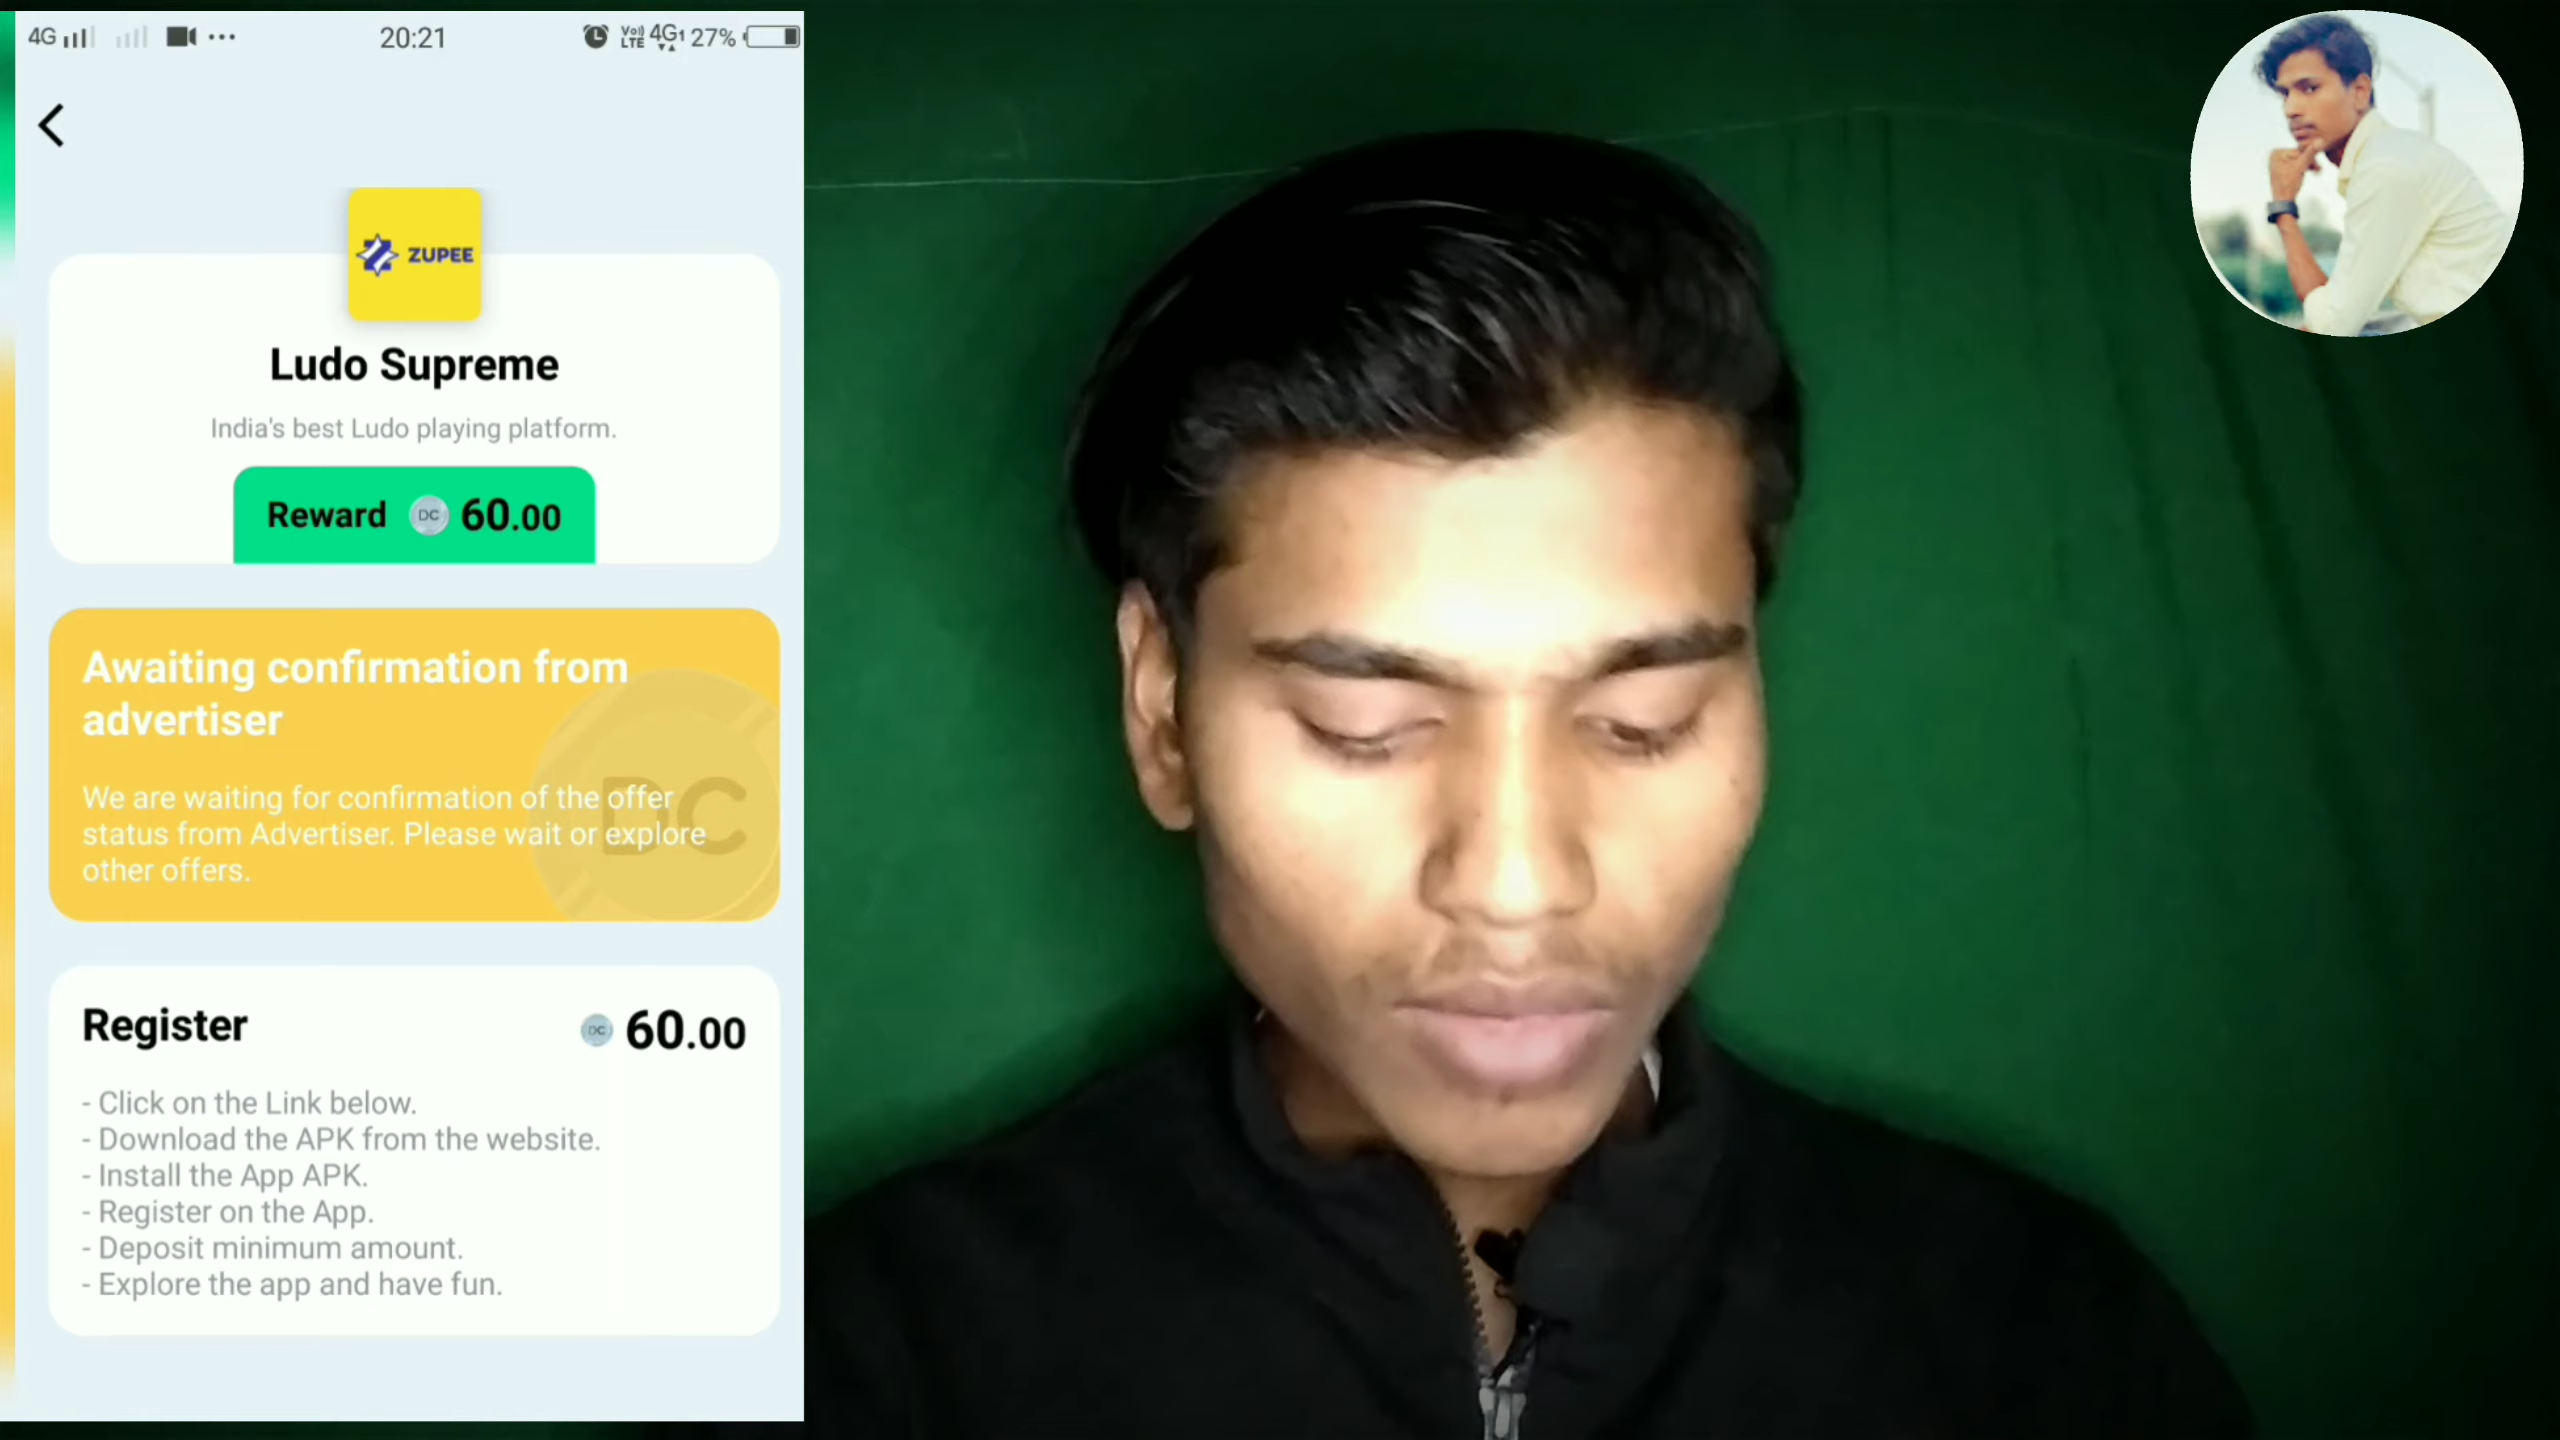 4G 20:21 Vo)) LTE 4G 27%
ZUPEE
Ludo Supreme
India's best Ludo playing platform.
Reward DC 60.00
Awaiting confirmation from
advertiser
DC
We are waiting for confirmation of the offer
status from Advertiser. Please wait or explore
other offers.
Register DC 60.00
- Click on the Link below.
- Download the APK from the website.
- Install the App APK.
- Register on the App.
- Deposit minimum amount.
- Explore the app and have fun.